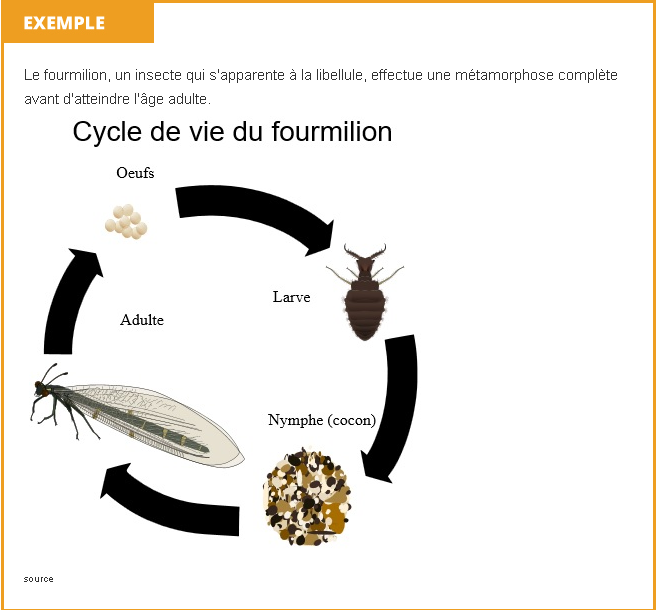 EXEMPLE
Le fourmilion, un insecte qui s'apparente à la libellule, effectue une métamorphose complète
avant d'atteindre l'âge adulte.
Cycle de vie du fourmilion
Oeufs
Larve
Adulte
Nymphe (cocon)
source